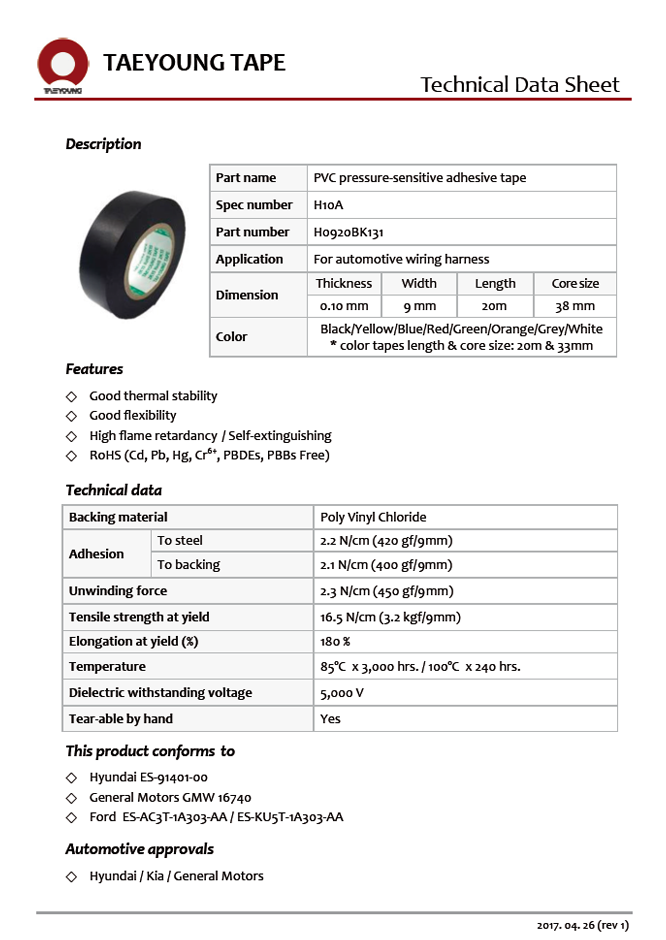 TAEYOUNG
TAEYOUNG TAPE
Technical Data Sheet
Description
Part name PVC pressure-sensitive adhesive tape
Spec number H10A
Part number H0920BK131
Application For automotive wiring harness
Dimension Thickness Width Length Core size
0.10 mm 9 mm 20m 38 mm
Color Black/Yellow/Blue/Red/Green/Orange/Grey/White
* color tapes length & core size: 20m & 33mm
Features
◇ Good thermal stability
◇ Good flexibility
◇ High flame retardancy / Self-extinguishing
◇ RoHS (Cd, Pb, Hg, Cr⁶⁺, PBDEs, PBBs Free)
Technical data
Backing material Poly Vinyl Chloride
Adhesion To steel 2.2 N/cm (420 gf/9mm)
To backing 2.1 N/cm (400 gf/9mm)
Unwinding force 2.3 N/cm (450 gf/9mm)
Tensile strength at yield 16.5 N/cm (3.2 kgf/9mm)
Elongation at yield (%) 180 %
Temperature 85°C x 3,000 hrs. / 100°C x 240 hrs.
Dielectric withstanding voltage 5,000 V
Tear-able by hand Yes
This product conforms to
◇ Hyundai ES-91401-00
◇ General Motors GMW 16740
◇ Ford ES-AC3T-1A303-AA / ES-KU5T-1A303-AA
Automotive approvals
◇ Hyundai / Kia / General Motors
2017. 04. 26 (rev 1)